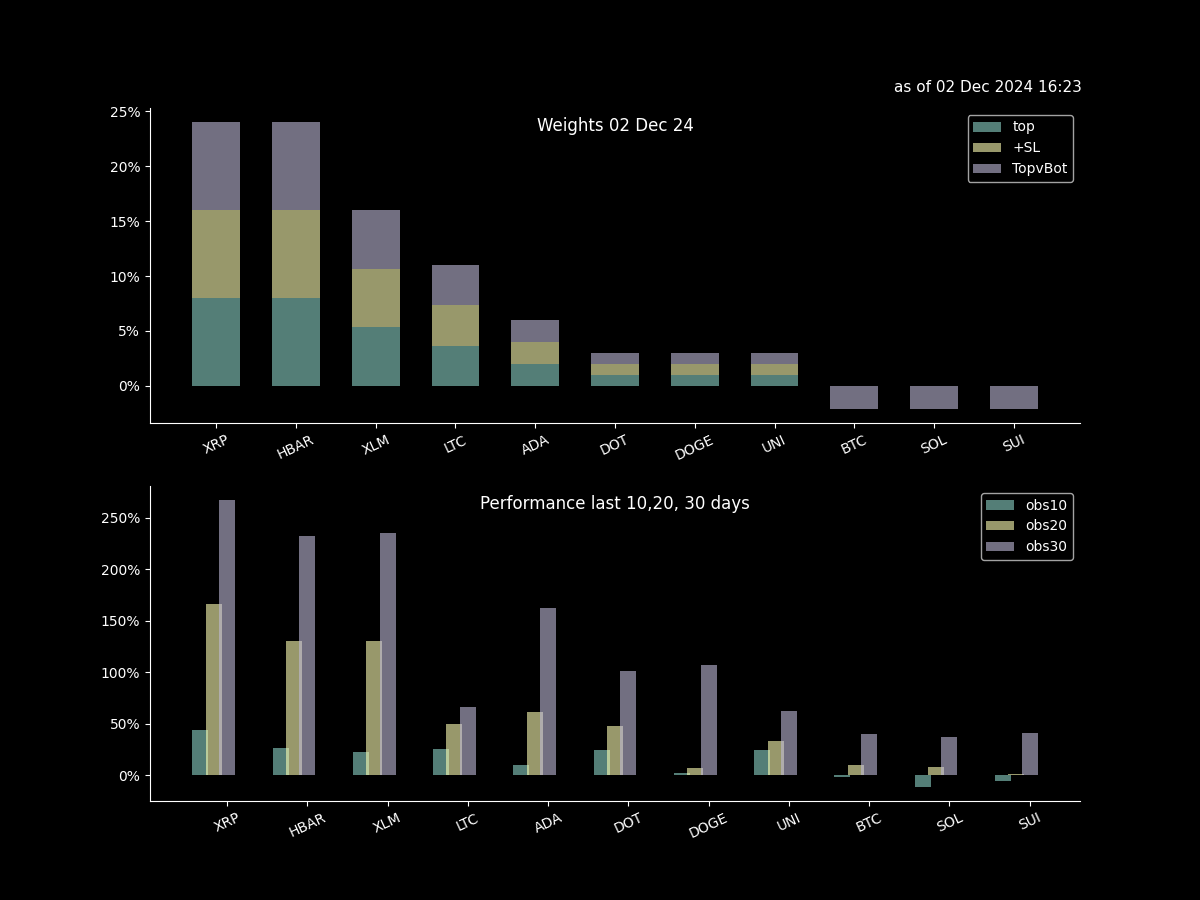 as of 02 Dec 2024 16:23
Weights 02 Dec 24
25%
20%
15%
10%
5%
0%
top
+SL
TopvBot
XRP HBAR XLM LTC ADA DOT DOGE UNI BTC SOL SUI
Performance last 10,20, 30 days
250%
200%
150%
100%
50%
0%
obs10
obs20
obs30
XRP HBAR XLM LTC ADA DOT DOGE UNI BTC SOL SUI